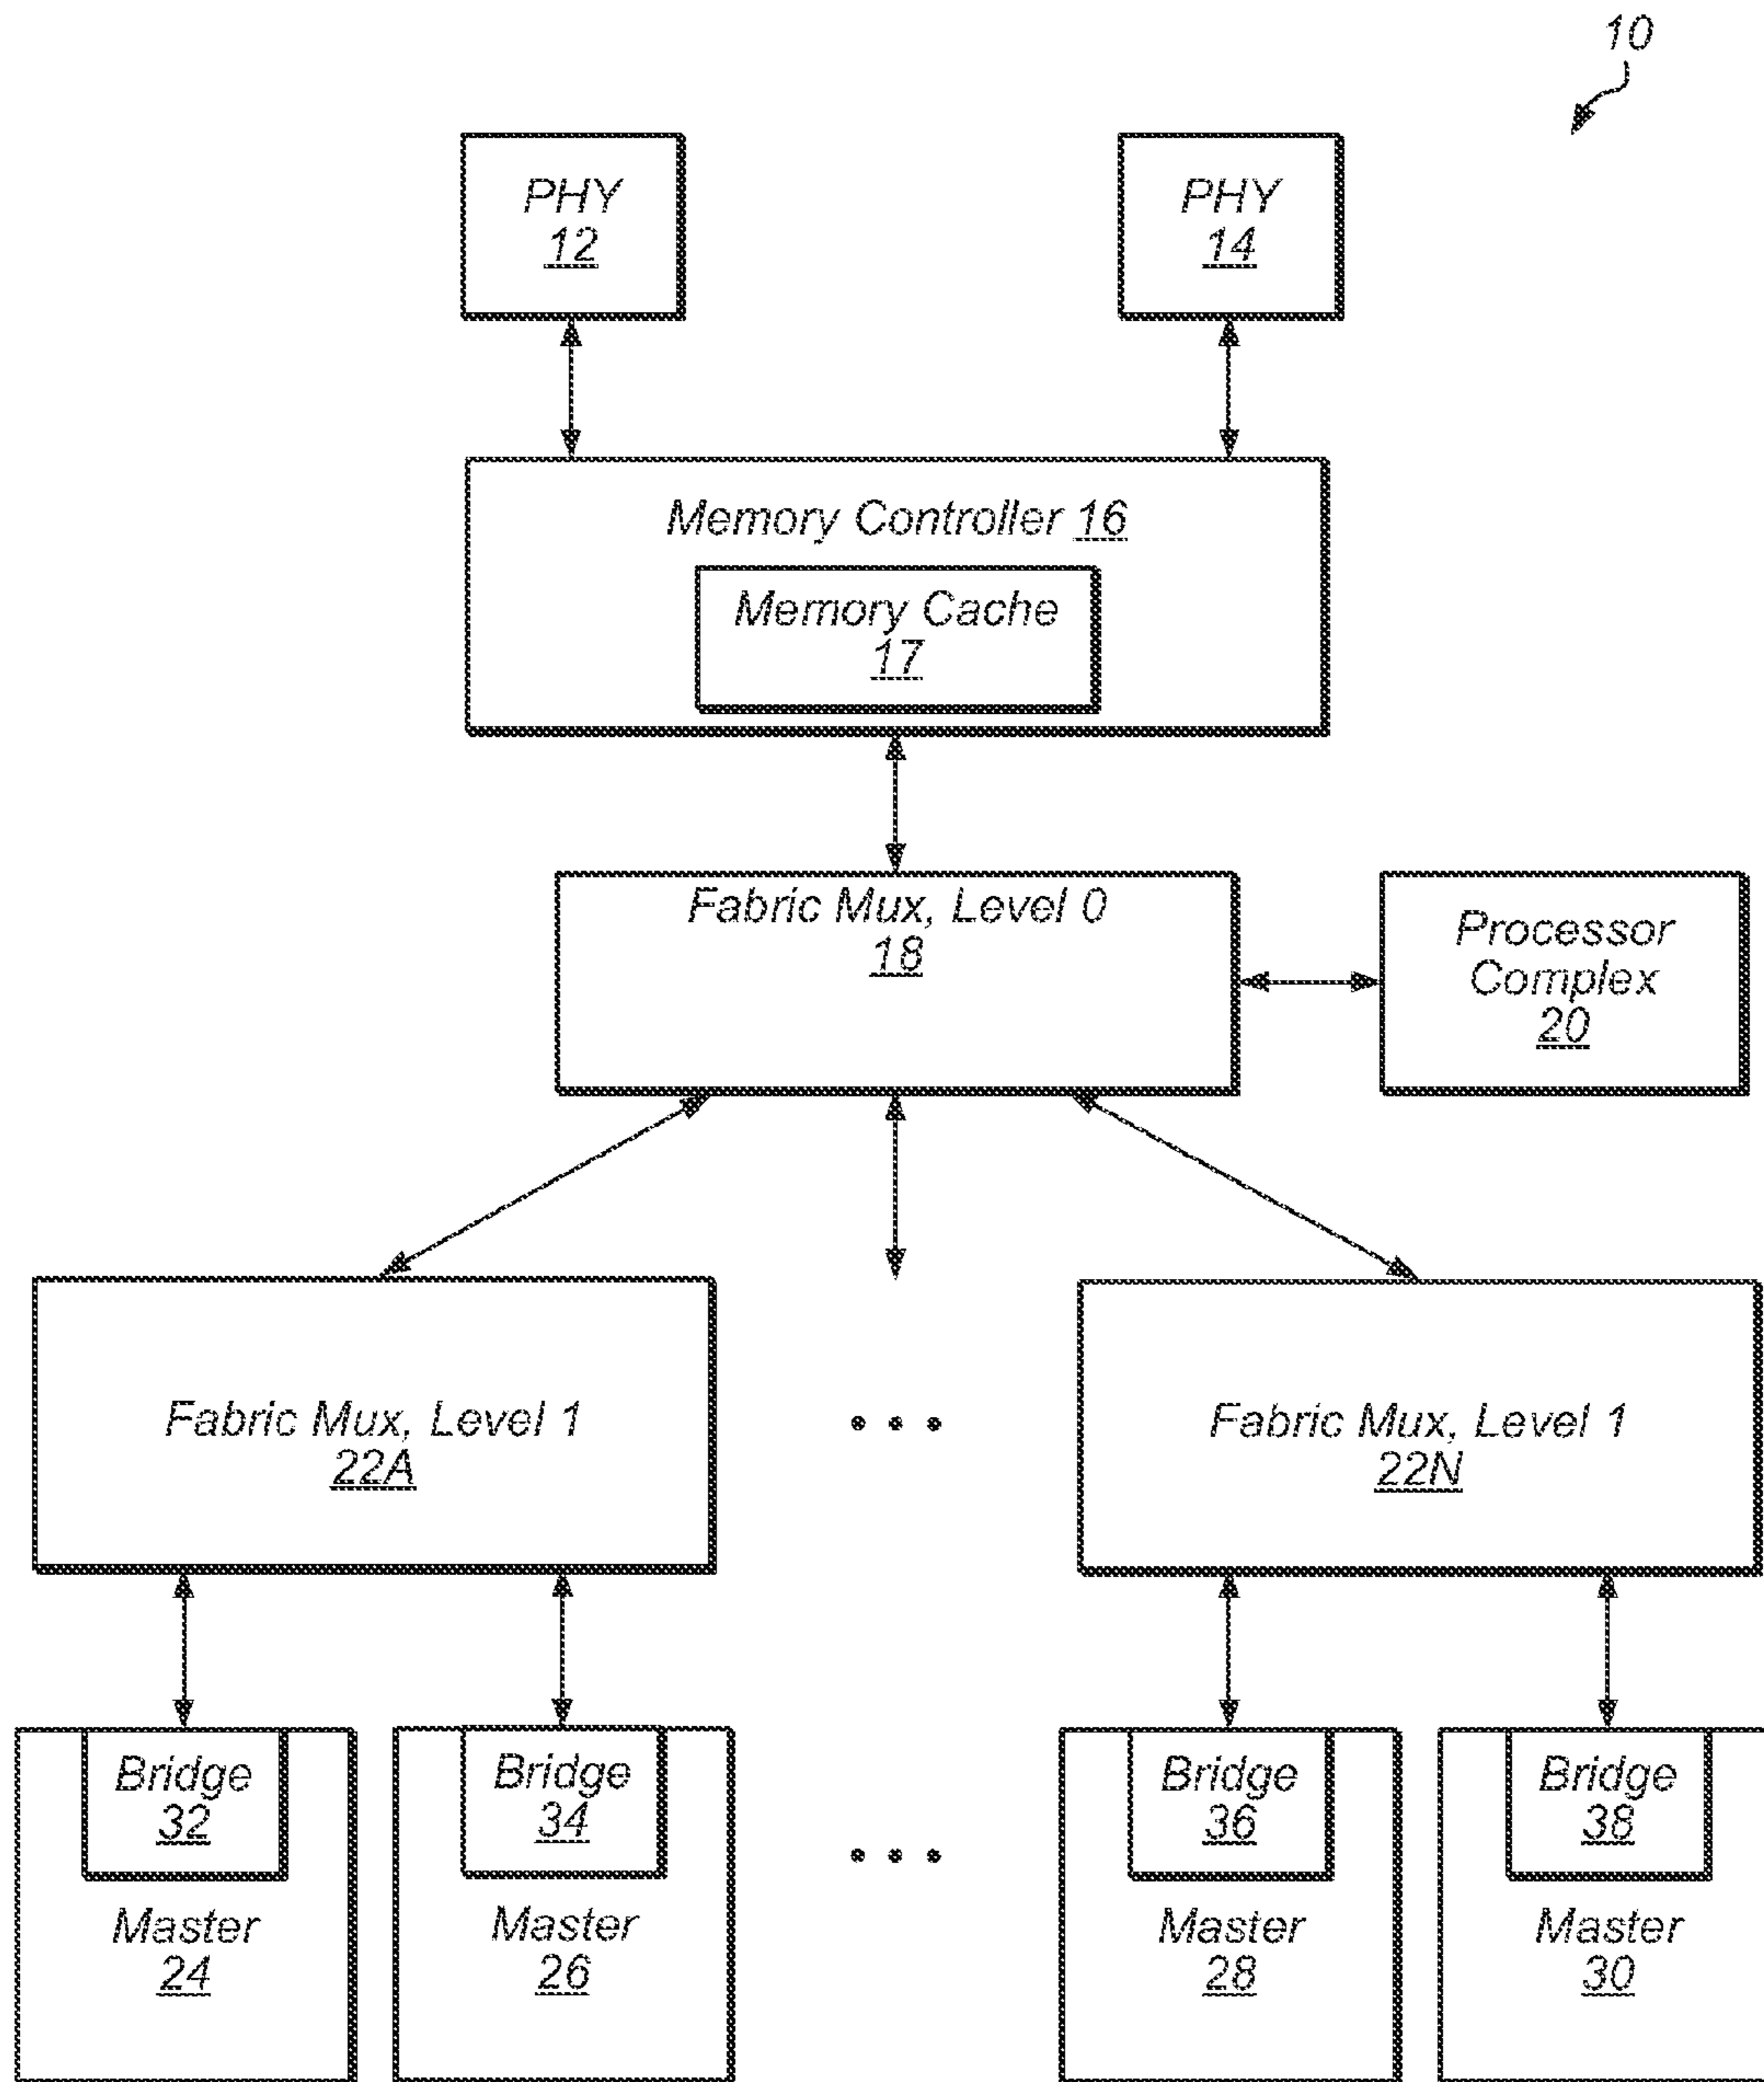 10
PHY
12
PHY
14
Memory Controller 16
Memory Cache
17
Fabric Mux, Level 0
18
Processor
Complex
20
Fabric Mux, Level 1
22A
Fabric Mux, Level 1
22N
Bridge
32
Master
24
Bridge
34
Master
26
Bridge
36
Master
28
Bridge
38
Master
30